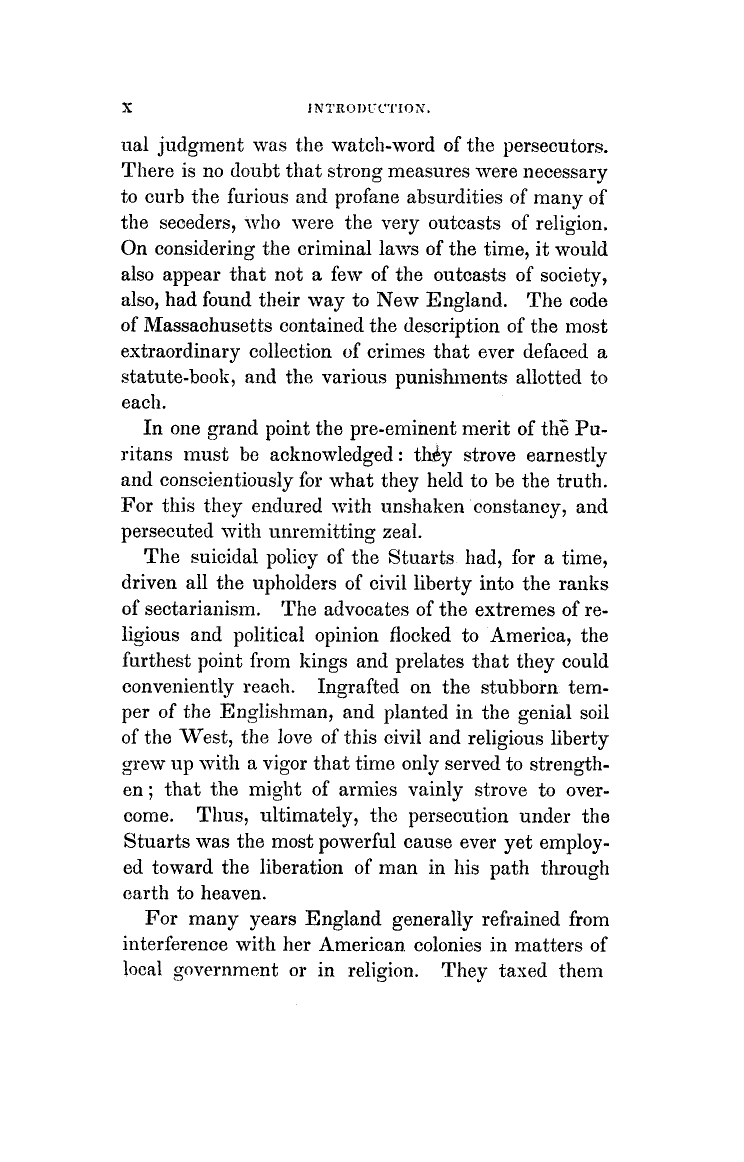 X INTRODUCTION.
ual judgment was the watch-word of the persecutors.
There is no doubt that strong measures were necessary
to curb the furious and profane absurdities of many of
the seceders, who were the very outcasts of religion.
On considering the criminal laws of the time, it would
also appear that not a few of the outcasts of society,
also, had found their way to New England. The code
of Massachusetts contained the description of the most
extraordinary collection of crimes that ever defaced a
statute-book, and the various punishments allotted to
each.
In one grand point the pre-eminent merit of the Pu-
ritans must be acknowledged: they strove earnestly
and conscientiously for what they held to be the truth.
For this they endured with unshaken constancy, and
persecuted with unremitting zeal.
The suicidal policy of the Stuarts had, for a time,
driven all the upholders of civil liberty into the ranks
of sectarianism. The advocates of the extremes of re-
ligious and political opinion flocked to America, the
furthest point from kings and prelates that they could
conveniently reach. Ingrafted on the stubborn tem-
per of the Englishman, and planted in the genial soil
of the West, the love of this civil and religious liberty
grew up with a vigor that time only served to strength-
en; that the might of armies vainly strove to over-
come. Thus, ultimately, the persecution under the
Stuarts was the most powerful cause ever yet employ-
ed toward the liberation of man in his path through
earth to heaven.
For many years England generally refrained from
interference with her American colonies in matters of
local government or in religion. They taxed them